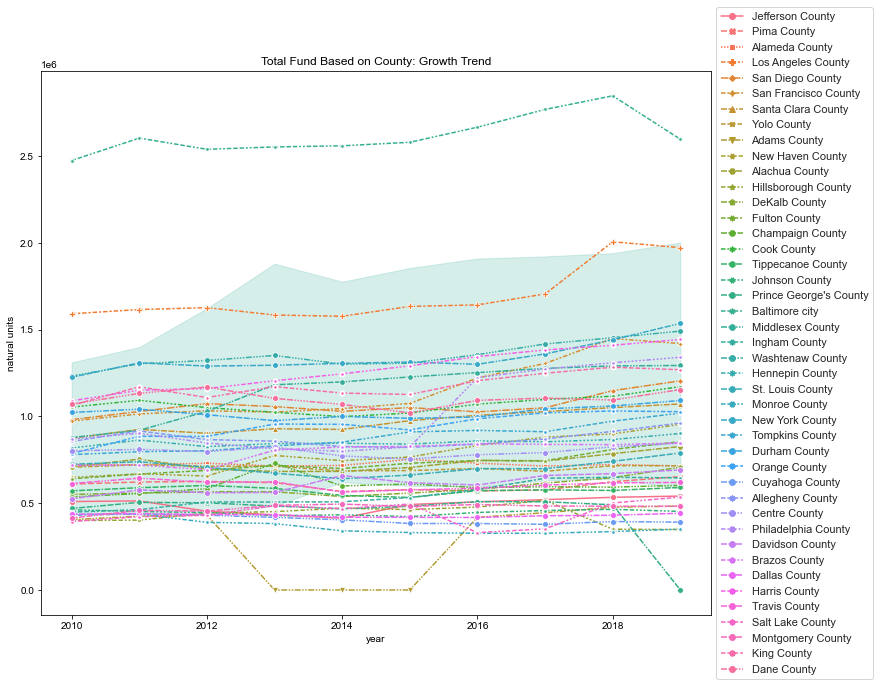 Total Fund Based on County: Growth Trend
1e6
2.5
2.0
1.5
1.0
0.5
0.0
natural units
2010
2012
2014
2016
2018
year
Jefferson County
Pima County
Alameda County
Los Angeles County
San Diego County
San Francisco County
Santa Clara County
Yolo County
Adams County
New Haven County
Alachua County
Hillsborough County
DeKalb County
Fulton County
Champaign County
Cook County
Tippecanoe County
Johnson County
Prince George's County
Baltimore city
Middlesex County
Ingham County
Washtenaw County
Hennepin County
St. Louis County
Monroe County
New York County
Tompkins County
Durham County
Orange County
Cuyahoga County
Allegheny County
Centre County
Philadelphia County
Davidson County
Brazos County
Dallas County
Harris County
Travis County
Salt Lake County
Montgomery County
King County
Dane County